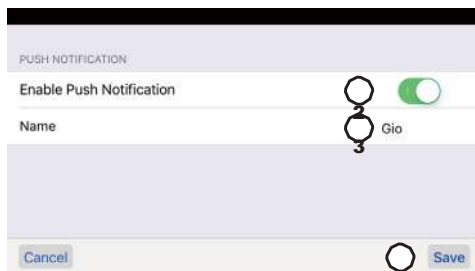 PUSH NOTIFICATION
Enable Push Notification 2
Name 3 Gio
Cancel Save